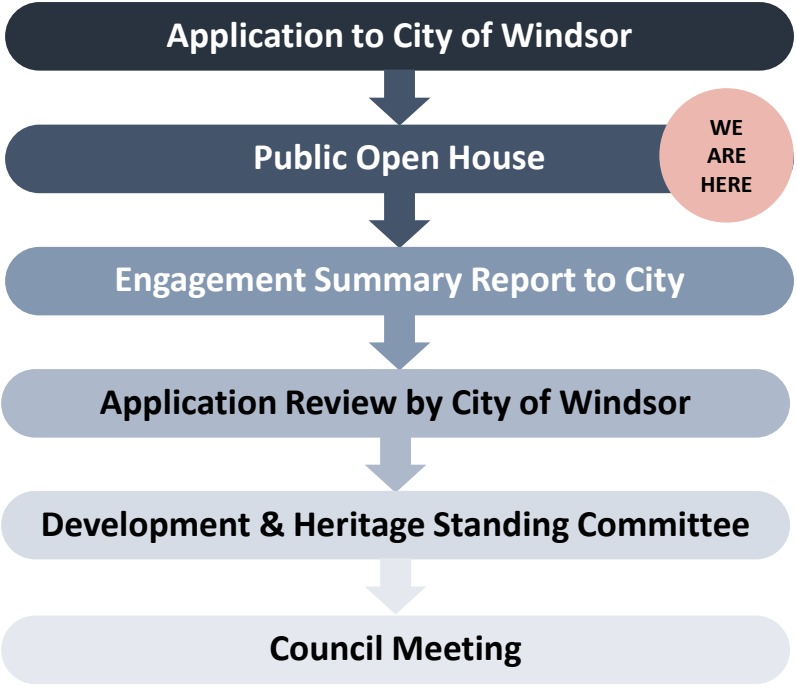 Application to City of Windsor
Public Open House
WE
ARE
HERE
Engagement Summary Report to City
Application Review by City of Windsor
Development & Heritage Standing Committee
Council Meeting